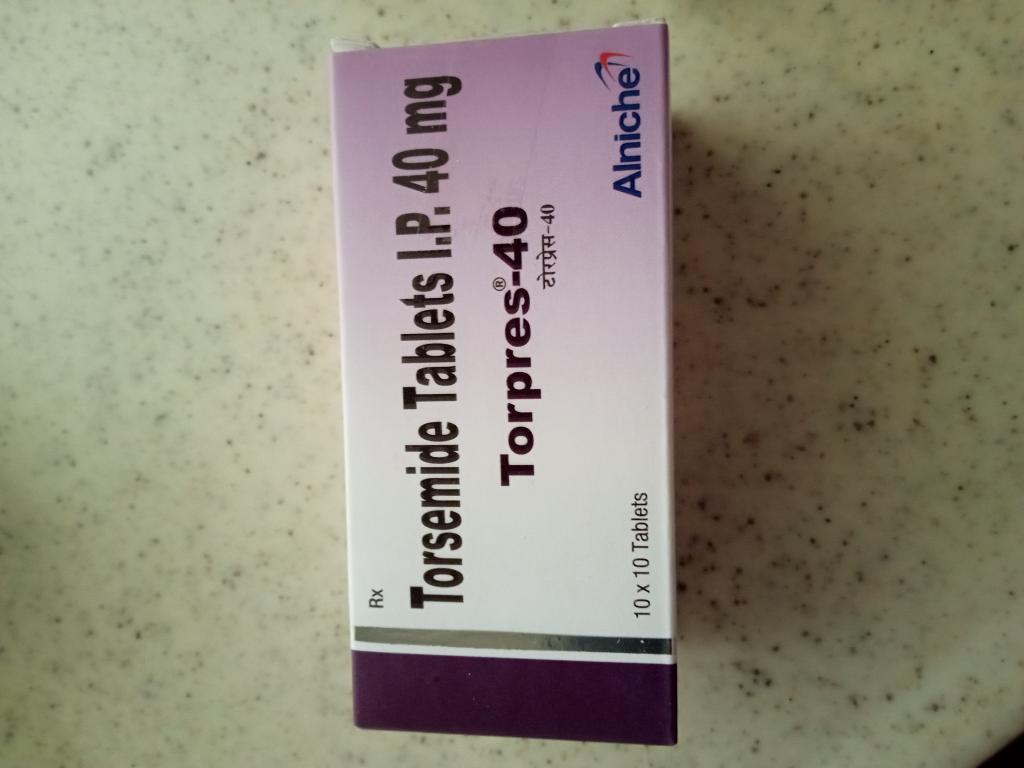 Rx
Torsemide Tablets I.P. 40 mg
Torpres®-40
टोरप्रेस-40
10 x 10 Tablets
Alniche